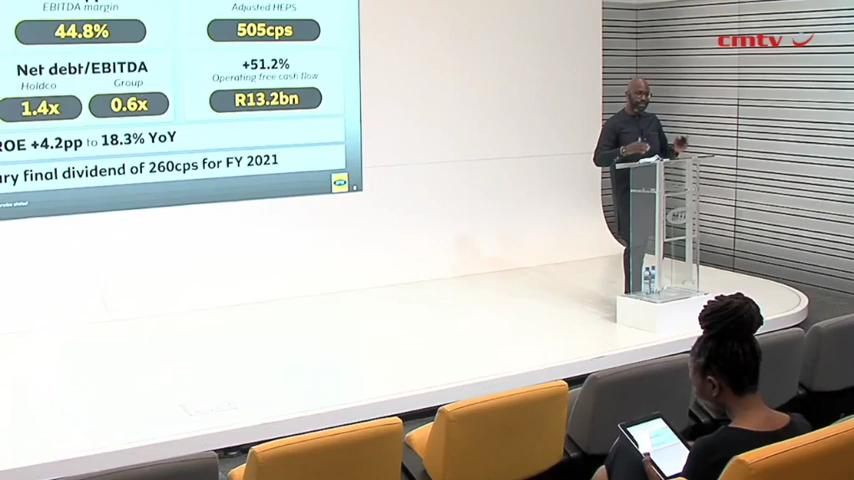 EBITDA margin
44.8%
Adjusted HEPS
505cps
Net debt/EBITDA
Holdco
Group
1.4x
0.6x
+51.2%
Operating free cash flow
R13.2bn
ROE +4.2pp to 18.3% YoY
ary final dividend of 260cps for FY 2021
cmtv